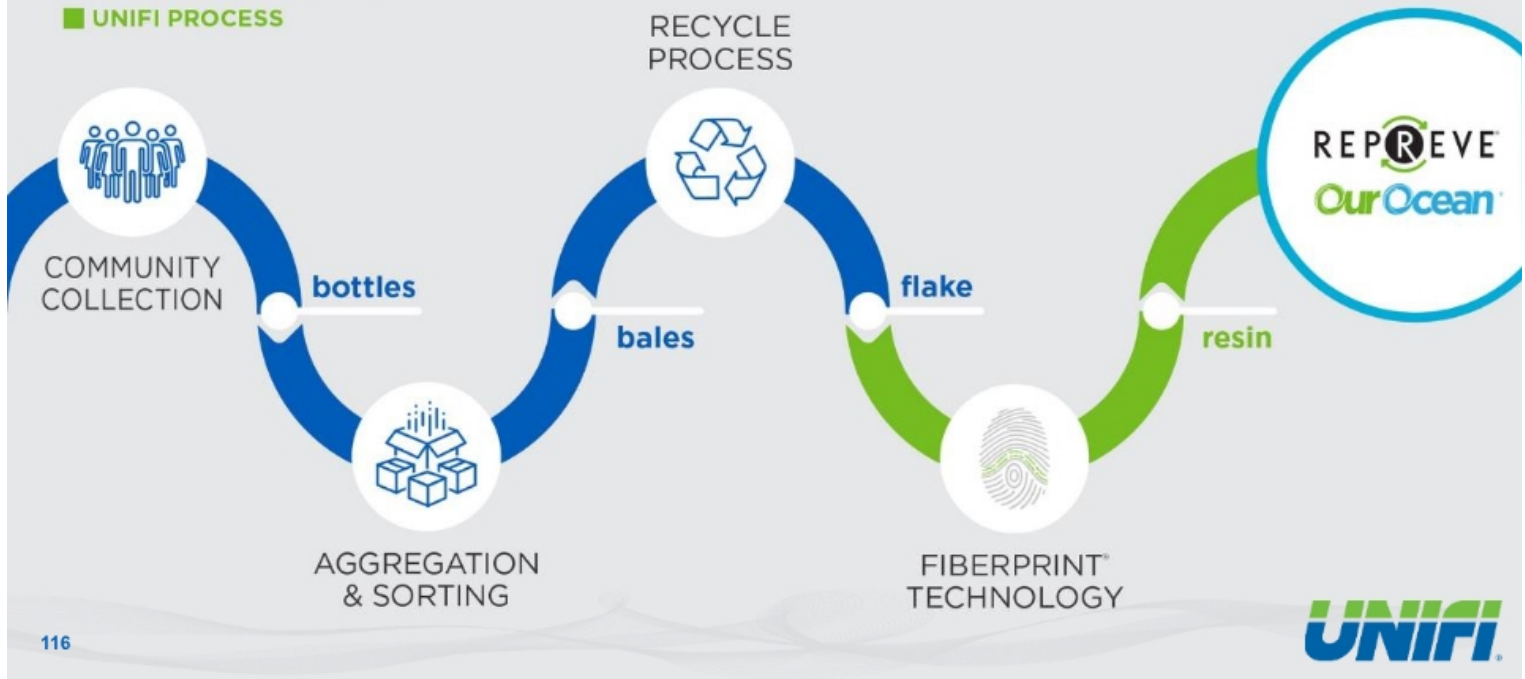 UNIFI PROCESS
RECYCLE
PROCESS
REPREVE®
OurOcean®
COMMUNITY
COLLECTION
bottles
flake
bales
resin
AGGREGATION
& SORTING
FIBERPRINT®
TECHNOLOGY
116
UNIFI®